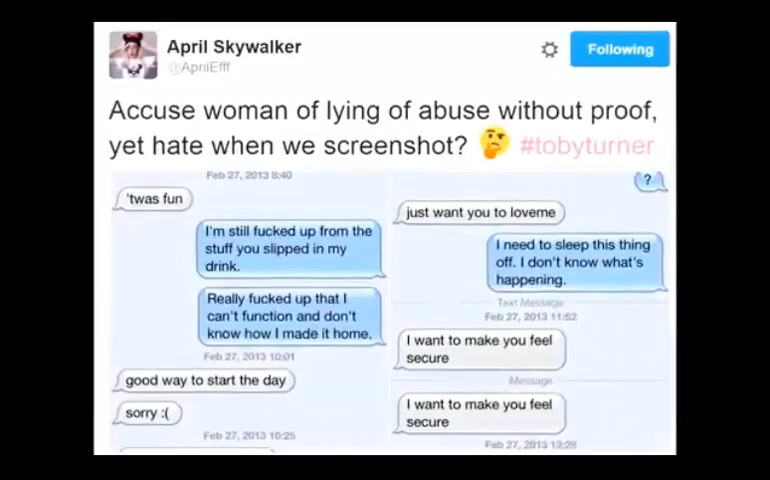 April Skywalker
@AprilEfff
Following
Accuse woman of lying of abuse without proof,
yet hate when we screenshot? 🤔 #tobyturner
Feb 27, 2013 8:40
'twas fun
I'm still fucked up from the
stuff you slipped in my
drink.
Really fucked up that I
can't function and don't
know how I made it home.
Feb 27, 2013 10:01
good way to start the day
sorry :(
Feb 27, 2013 10:25
?
just want you to loveme
I need to sleep this thing
off. I don't know what's
happening.
Text Message
Feb 27, 2013 11:52
I want to make you feel
secure
Message
I want to make you feel
secure
Feb 27, 2013 12:28